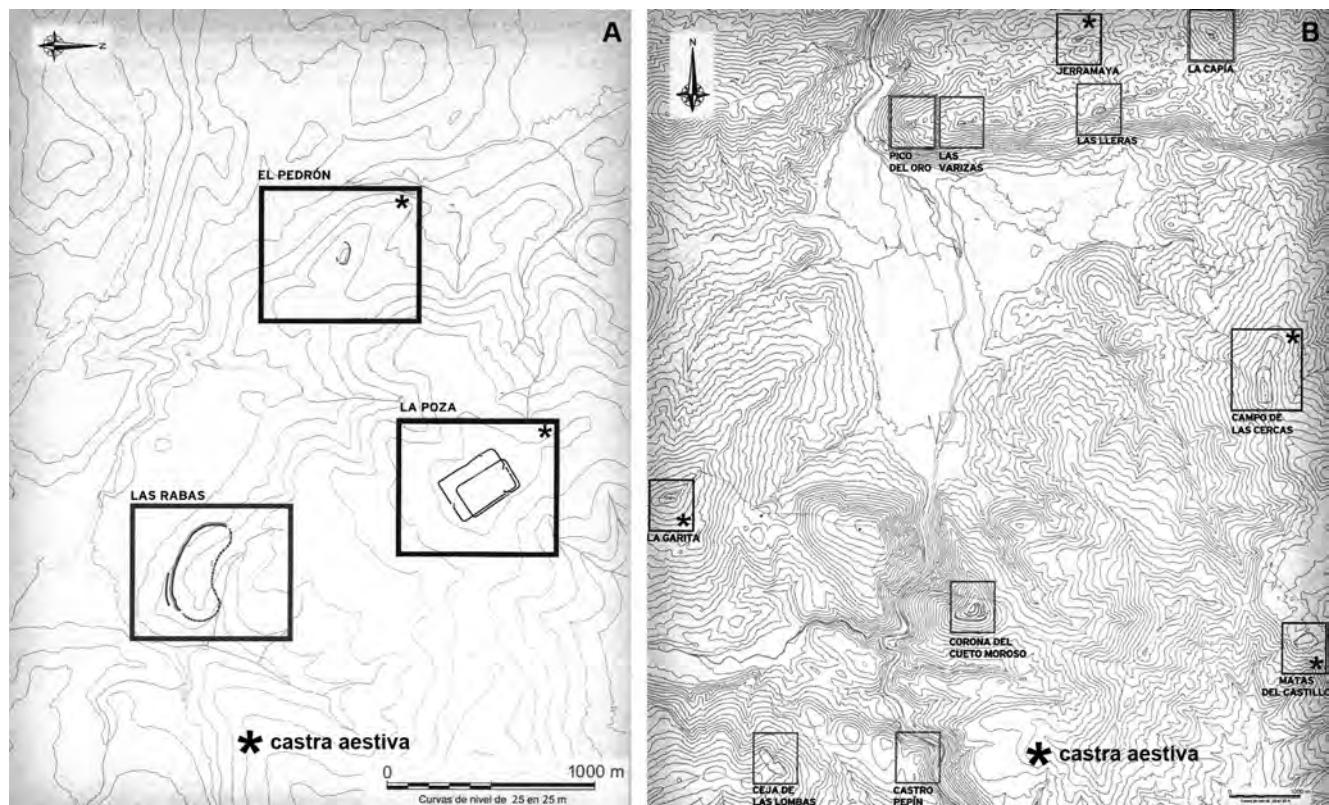 N
A
EL PEDRÓN
*
LA POZA
*
LAS RABAS
* castra aestiva
0 1000 m
Curvas de nivel de 25 en 25 m
N
B
*
JERRAMAYA
LA CAPÍA
PICO
DEL ORO
LAS
VARIZAS
LAS LLERAS
*
CAMPO DE
LAS CERCAS
*
LA GARITA
CORONA DEL
CUETO MOROSO
*
MATAS
DEL CASTILLO
CEJA DE
LAS LOMBAS
CASTRO
PEPÍN
* castra aestiva
1000 m